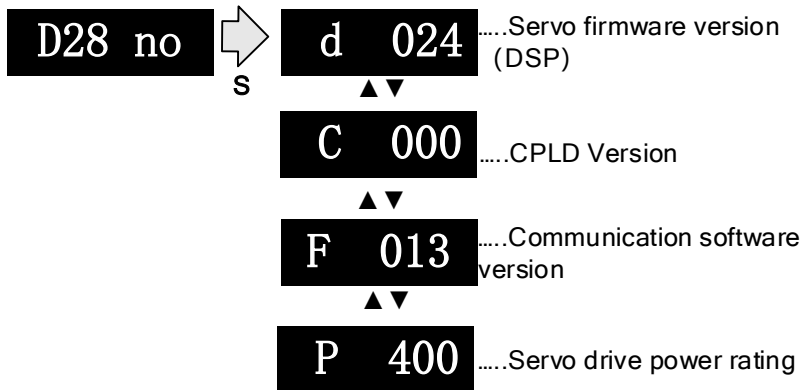 D28 no
S
d 024 .....Servo firmware version
(DSP)
▲▼
C 000 .....CPLD Version
▲▼
F 013 .....Communication software
version
▲▼
P 400 .....Servo drive power rating